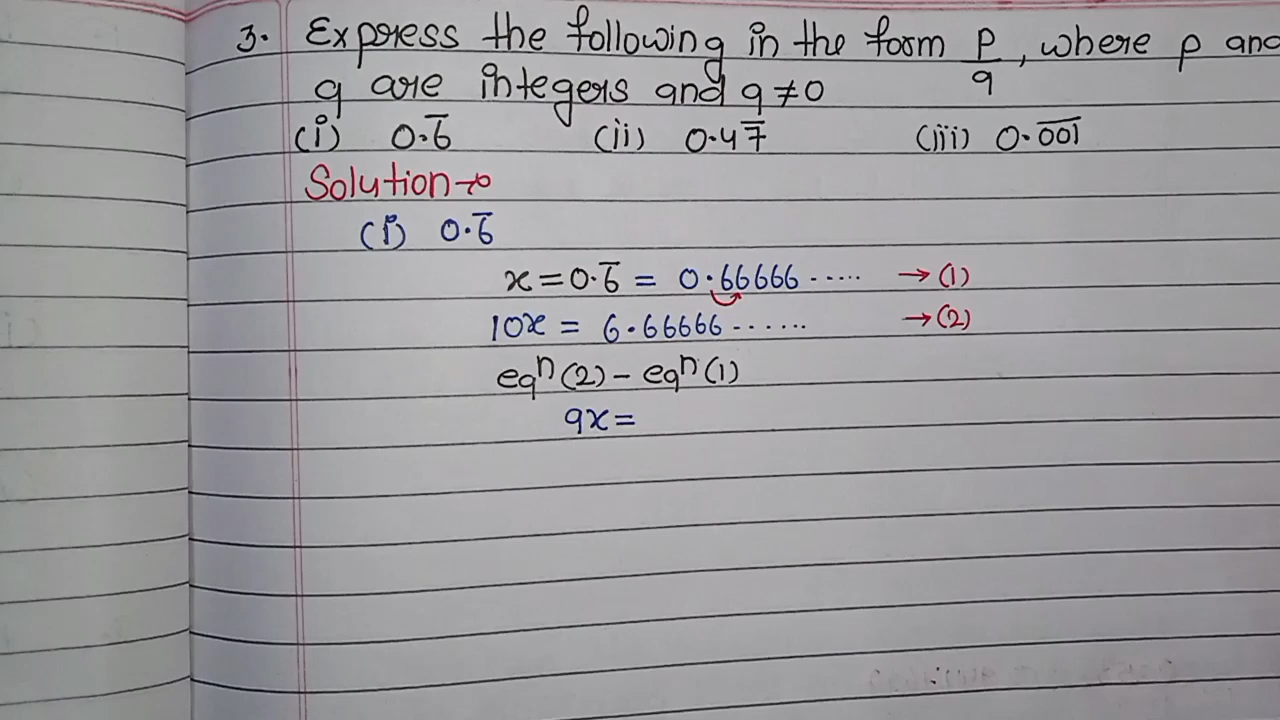 3. Express the following in the form p/q, where p and
q are integers and q ≠ 0
(i) 0.6̅ (ii) 0.47̅ (iii) 0.0̅0̅1̅
Solution →
(i) 0.6̅
x = 0.6̅ = 0.66666 ..... → (1)
10x = 6.66666 ...... → (2)
eqⁿ (2) – eqⁿ (1)
9x =